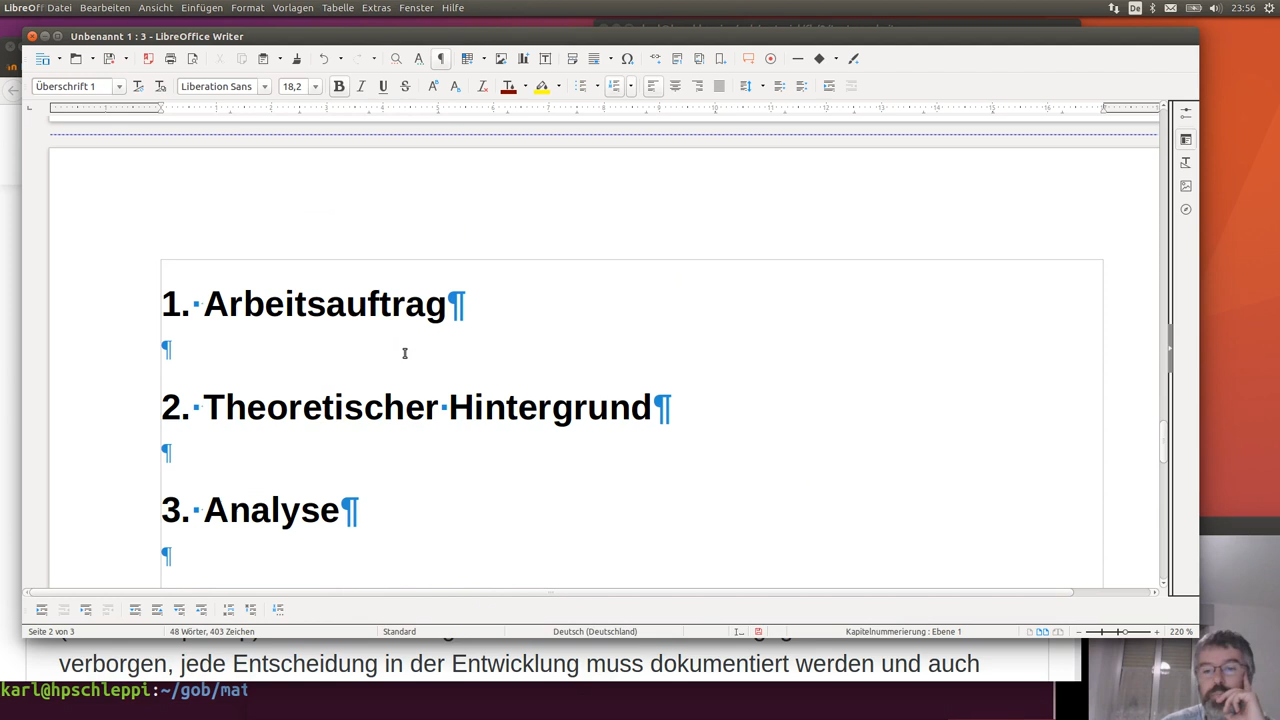 LibreOffi Datei Bearbeiten Ansicht Einfügen Format Vorlagen Tabelle Extras Fenster Hilfe
De 23:56
Unbenannt 1 : 3 - LibreOffice Writer
Überschrift 1 Liberation Sans 18,2
1. Arbeitsauftrag¶
¶
2. Theoretischer Hintergrund¶
¶
3. Analyse¶
¶
Seite 2 von 3 48 Wörter, 403 Zeichen Standard Deutsch (Deutschland) Kapitelnummerierung : Ebene 1 220 %
verborgen, jede Entscheidung in der Entwicklung muss dokumentiert werden und auch
karl@hpschleppi:~/gob/mat